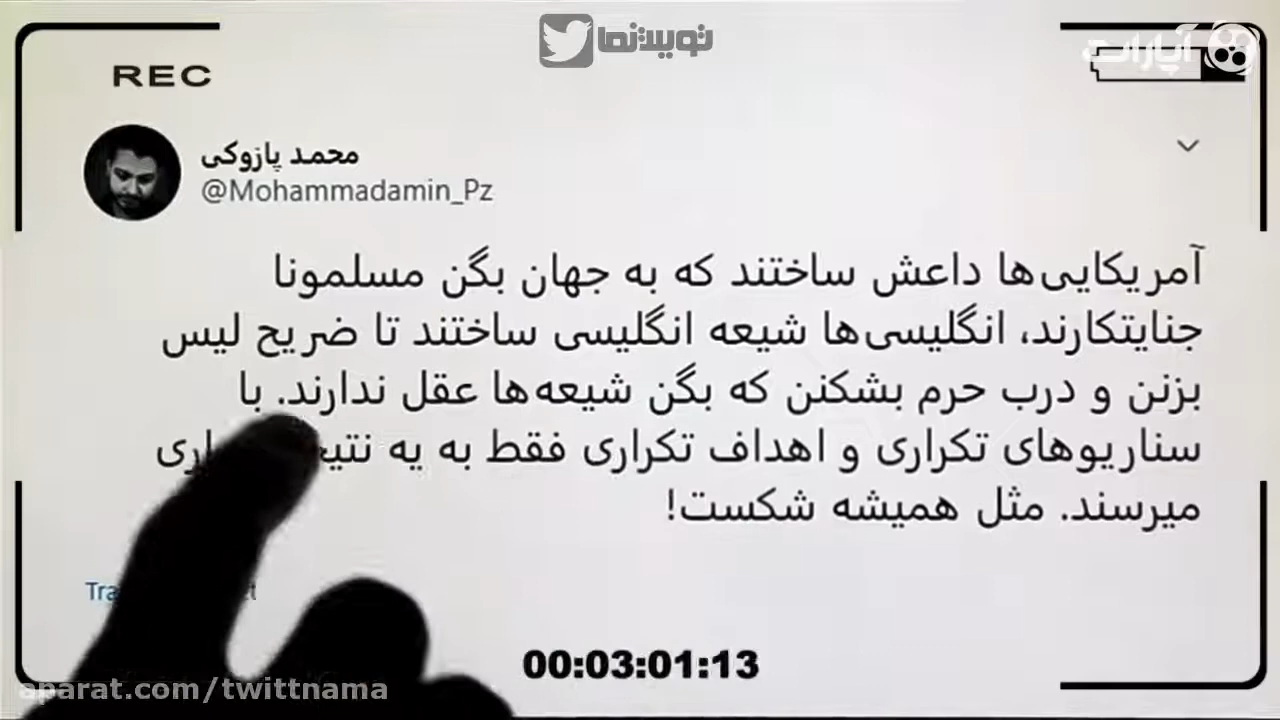 توییتنما
آپارات
REC
محمد پازوکی
@Mohammadamin_Pz
آمریکایی‌ها داعش ساختند که به جهان بگن مسلمونا
جنایتکارند، انگلیسی‌ها شیعه انگلیسی ساختند تا ضریح لیس
بزنن و درب حرم بشکنن که بگن شیعه‌ها عقل ندارند. با
سناریوهای تکراری و اهداف تکراری فقط به یه
میرسند. مثل همیشه شکست!
00:03:01:13
aparat.com/twittnama